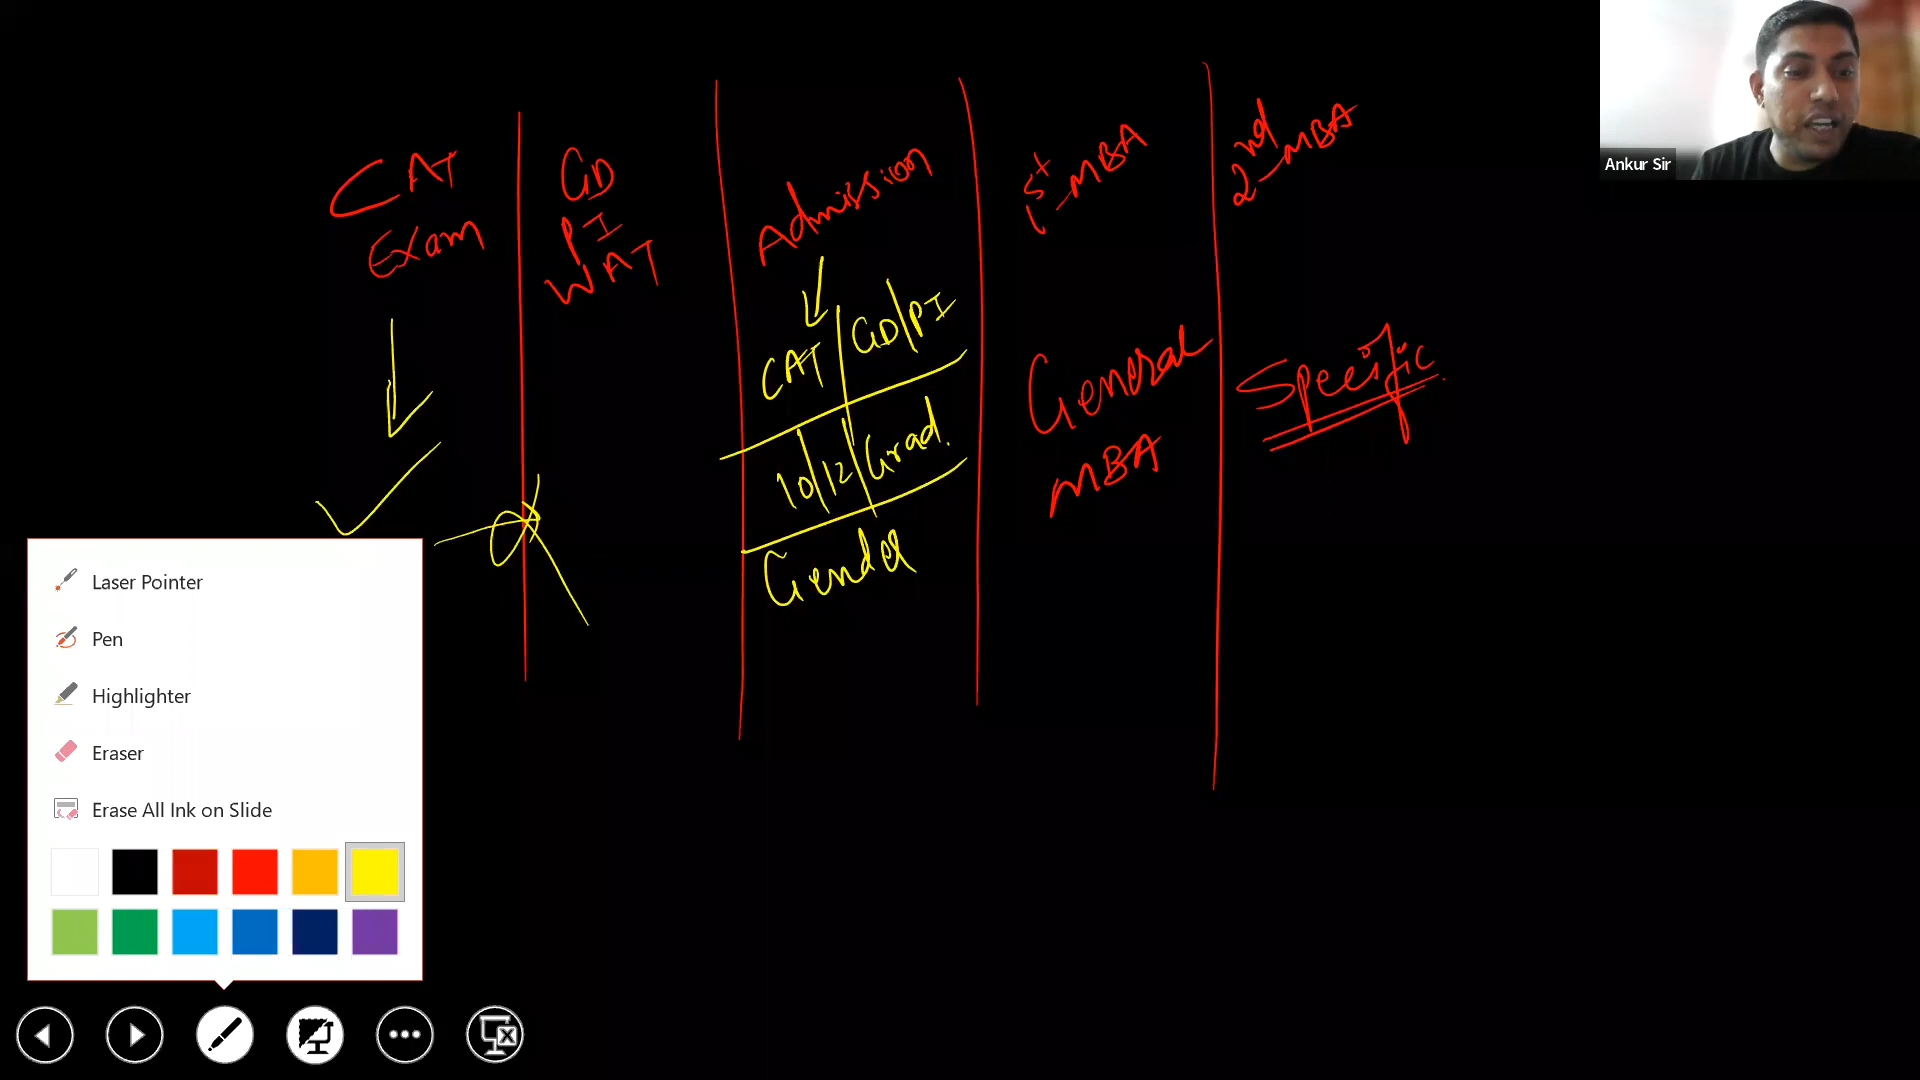 CAT
Exam
GD
PI
WAT
Admission
CAT GD/PI
10/12 Grad.
Gender
1st MBA
General
MBA
2nd MBA
Specific
Ankur Sir
Laser Pointer
Pen
Highlighter
Eraser
Erase All Ink on Slide